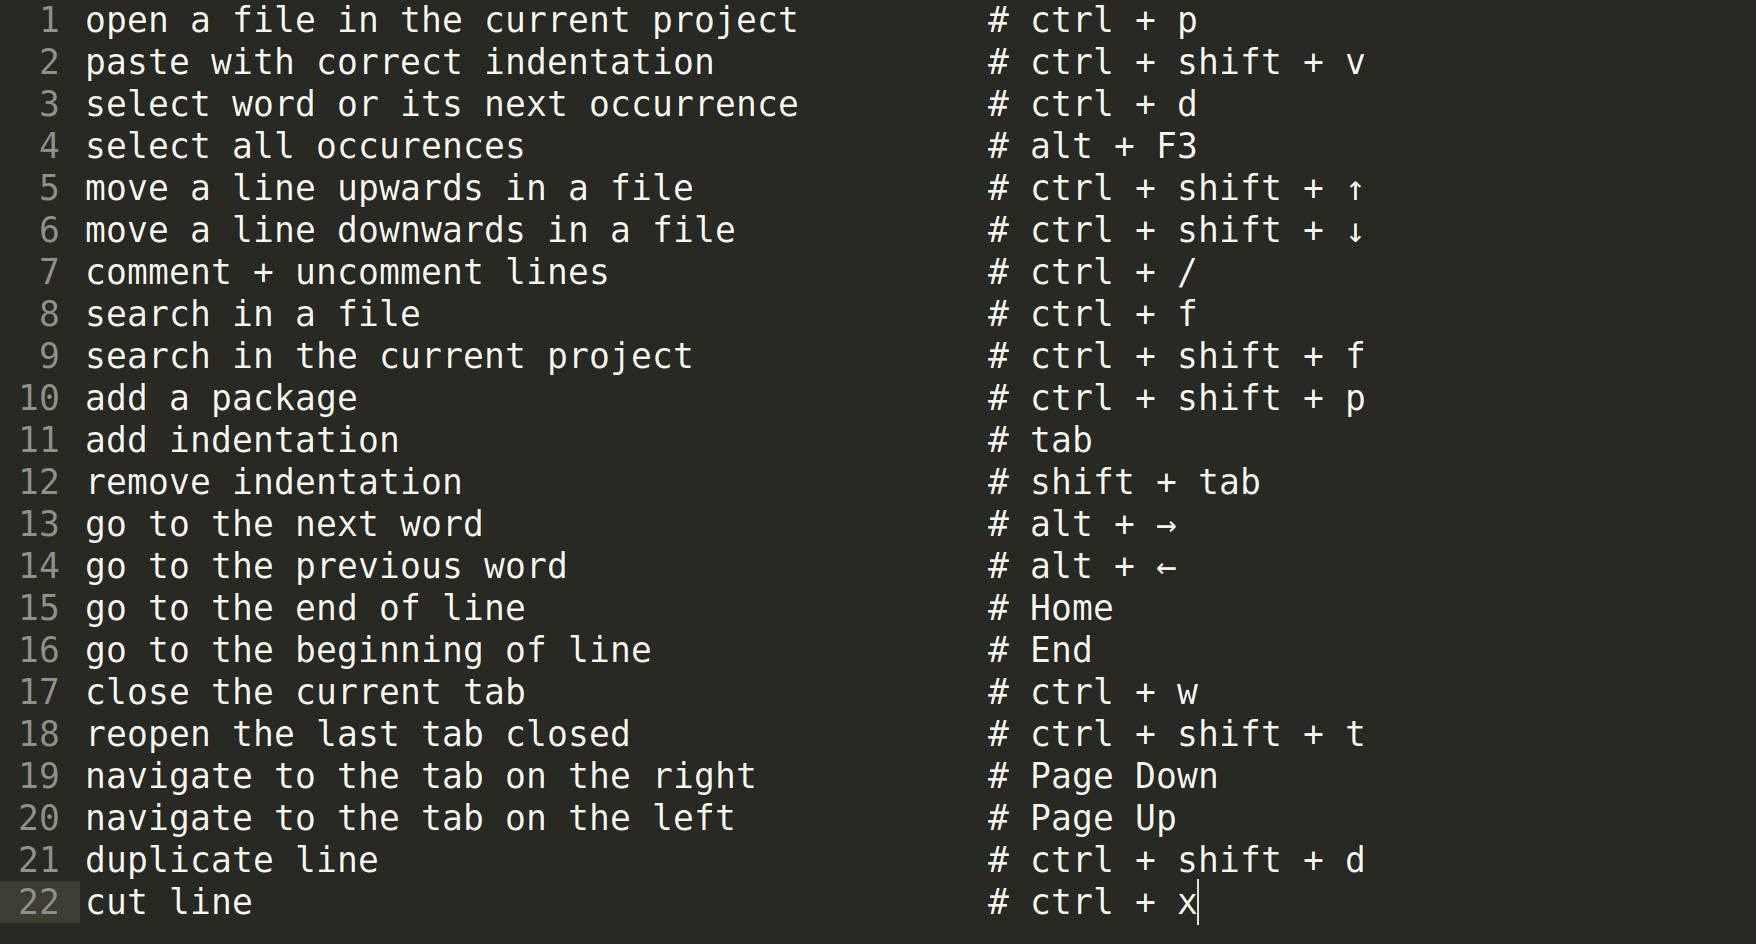 1 open a file in the current project # ctrl + p
2 paste with correct indentation # ctrl + shift + v
3 select word or its next occurrence # ctrl + d
4 select all occurences # alt + F3
5 move a line upwards in a file # ctrl + shift + ↑
6 move a line downwards in a file # ctrl + shift + ↓
7 comment + uncomment lines # ctrl + /
8 search in a file # ctrl + f
9 search in the current project # ctrl + shift + f
10 add a package # ctrl + shift + p
11 add indentation # tab
12 remove indentation # shift + tab
13 go to the next word # alt + →
14 go to the previous word # alt + ←
15 go to the end of line # Home
16 go to the beginning of line # End
17 close the current tab # ctrl + w
18 reopen the last tab closed # ctrl + shift + t
19 navigate to the tab on the right # Page Down
20 navigate to the tab on the left # Page Up
21 duplicate line # ctrl + shift + d
22 cut line # ctrl + x